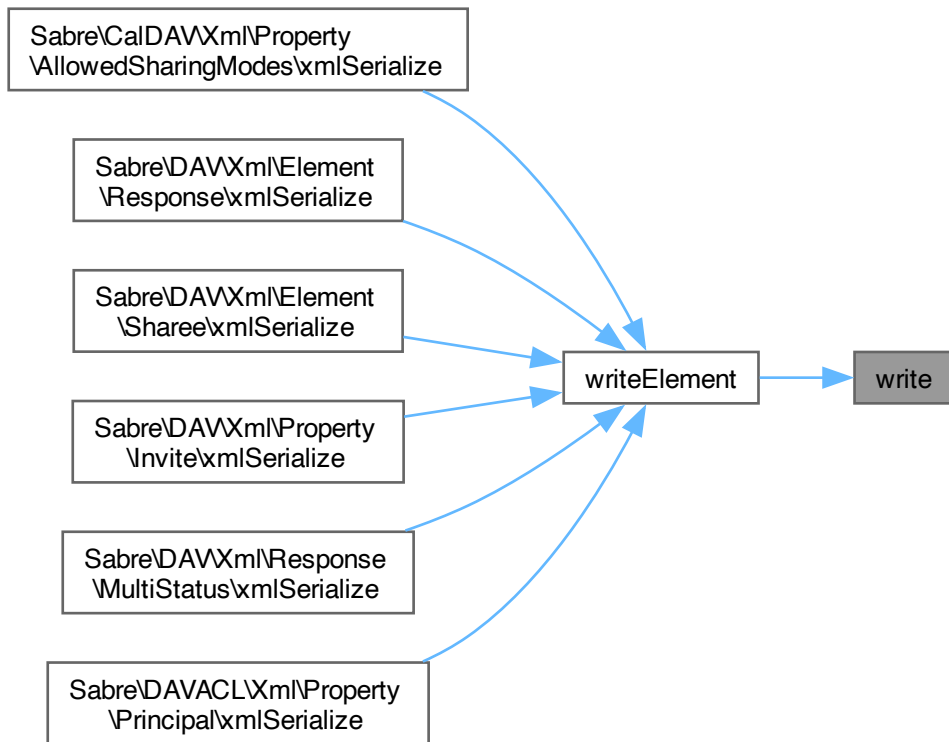 Sabre\CalDAV\Xml\Property
\AllowedSharingModes\xmlSerialize
Sabre\DAV\Xml\Element
\Response\xmlSerialize
Sabre\DAV\Xml\Element
\Sharee\xmlSerialize
writeElement
write
Sabre\DAV\Xml\Property
\Invite\xmlSerialize
Sabre\DAV\Xml\Response
\MultiStatus\xmlSerialize
Sabre\DAVACL\Xml\Property
\Principal\xmlSerialize